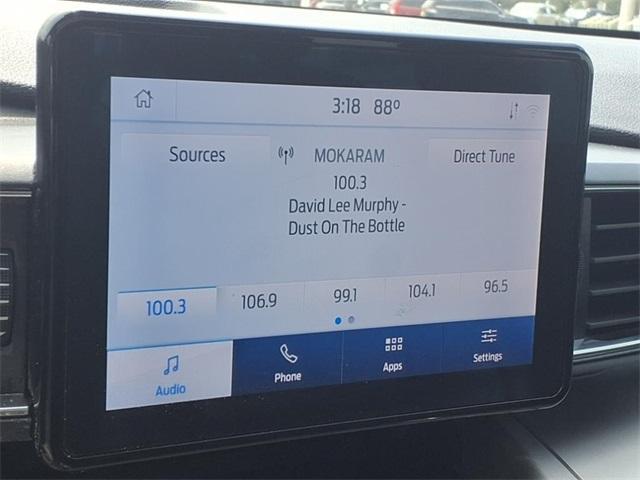 3:18 88º
Sources
MOKARAM
Direct Tune
100.3
David Lee Murphy -
Dust On The Bottle
100.3 106.9 99.1 104.1 96.5
Audio Phone Apps Settings